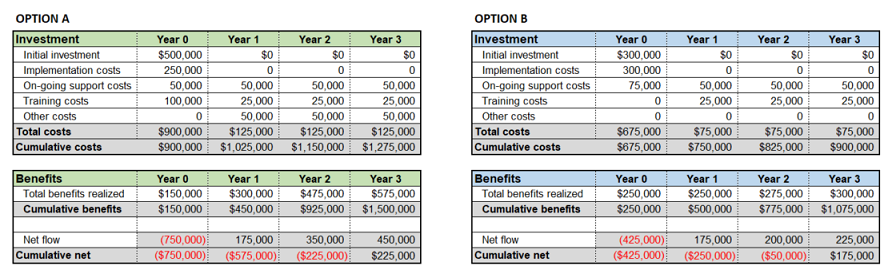 OPTION A
Investment Year 0 Year 1 Year 2 Year 3
Initial investment $500,000 $0 $0 $0
Implementation costs 250,000 0 0 0
On-going support costs 50,000 50,000 50,000 50,000
Training costs 100,000 25,000 25,000 25,000
Other costs 0 50,000 50,000 50,000
Total costs $900,000 $125,000 $125,000 $125,000
Cumulative costs $900,000 $1,025,000 $1,150,000 $1,275,000
Benefits Year 0 Year 1 Year 2 Year 3
Total benefits realized $150,000 $300,000 $475,000 $575,000
Cumulative benefits $150,000 $450,000 $925,000 $1,500,000
Net flow (750,000) 175,000 350,000 450,000
Cumulative net ($750,000) ($575,000) ($225,000) $225,000
OPTION B
Investment Year 0 Year 1 Year 2 Year 3
Initial investment $300,000 $0 $0 $0
Implementation costs 300,000 0 0 0
On-going support costs 75,000 50,000 50,000 50,000
Training costs 0 25,000 25,000 25,000
Other costs 0 0 0 0
Total costs $675,000 $75,000 $75,000 $75,000
Cumulative costs $675,000 $750,000 $825,000 $900,000
Benefits Year 0 Year 1 Year 2 Year 3
Total benefits realized $250,000 $250,000 $275,000 $300,000
Cumulative benefits $250,000 $500,000 $775,000 $1,075,000
Net flow (425,000) 175,000 200,000 225,000
Cumulative net ($425,000) ($250,000) ($50,000) $175,000